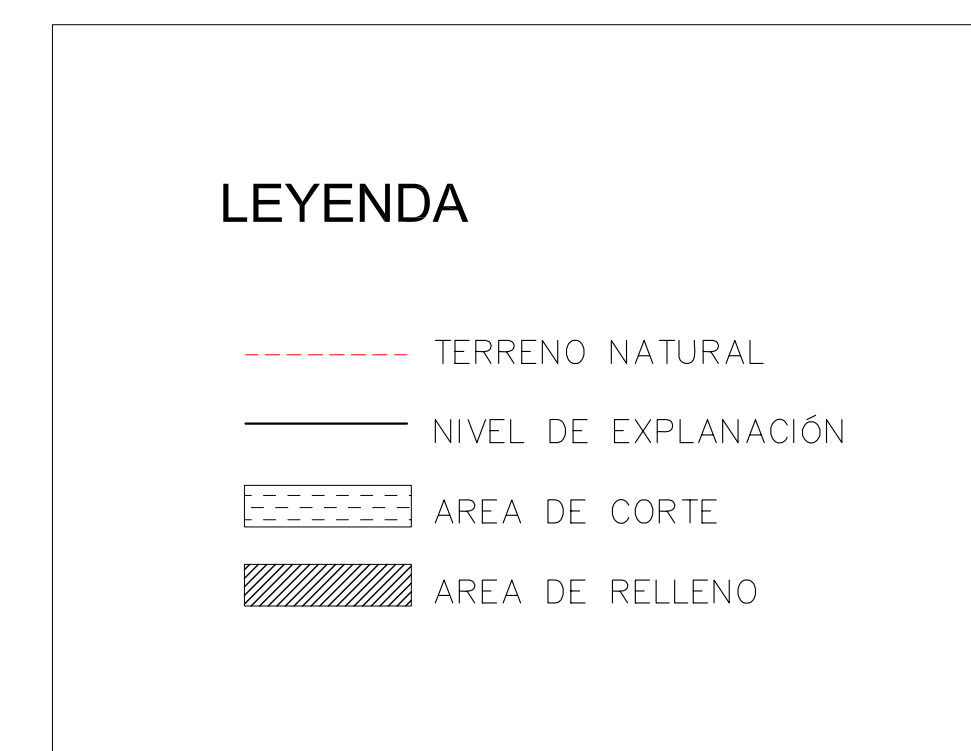 LEYENDA
TERRENO NATURAL
NIVEL DE EXPLANACIÓN
AREA DE CORTE
AREA DE RELLENO